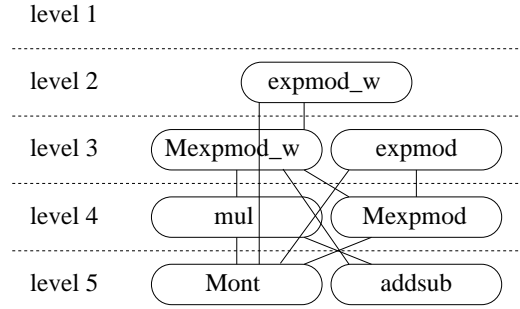 level 1
level 2 expmod_w
level 3 Mexpmod_w expmod
level 4 mul Mexpmod
level 5 Mont addsub